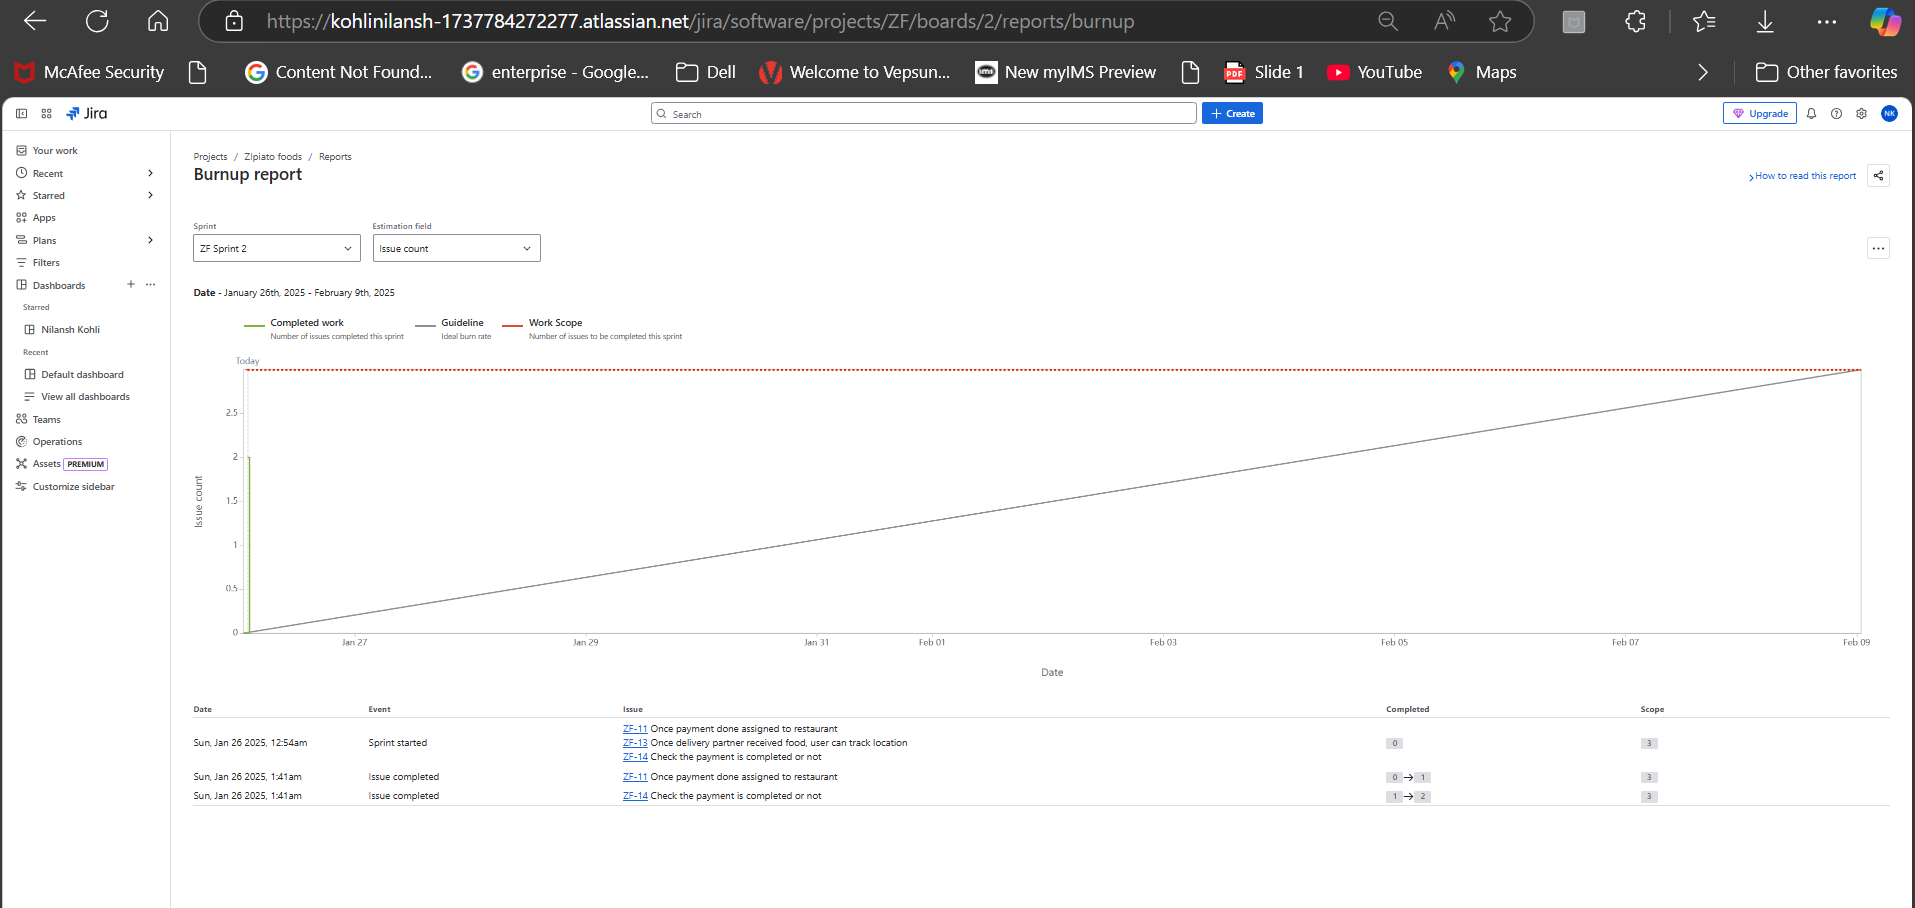 https://kohlinilansh-1737784272277.atlassian.net/jira/software/projects/ZF/boards/2/reports/burnup
McAfee Security Content Not Found... enterprise - Google... Dell Welcome to Vepsun... imi New myIMS Preview PDF Slide 1 YouTube Maps Other favorites
Jira Search + Create Upgrade NK
Your work
Recent
Starred
Apps
Plans
Filters
Dashboards
Starred
Nilansh Kohli
Recent
Default dashboard
View all dashboards
Teams
Operations
Assets PREMIUM
Customize sidebar
Projects / ZIpiato foods / Reports
Burnup report
How to read this report
Sprint Estimation field
ZF Sprint 2 Issue count
Date - January 26th, 2025 - February 9th, 2025
Completed work Guideline Work Scope
Number of issues completed this sprint Ideal burn rate Number of issues to be completed this sprint
Today
2.5
2
1.5
1
0.5
0
Issue count
Jan 27 Jan 29 Jan 31 Feb 01 Feb 03 Feb 05 Feb 07 Feb 09
Date
Date Event Issue Completed Scope
ZF-11 Once payment done assigned to restaurant
Sun, Jan 26 2025, 12:54am Sprint started ZF-13 Once delivery partner received food, user can track location 0 3
ZF-14 Check the payment is completed or not
Sun, Jan 26 2025, 1:41am Issue completed ZF-11 Once payment done assigned to restaurant 0 → 1 3
Sun, Jan 26 2025, 1:41am Issue completed ZF-14 Check the payment is completed or not 1 → 2 3